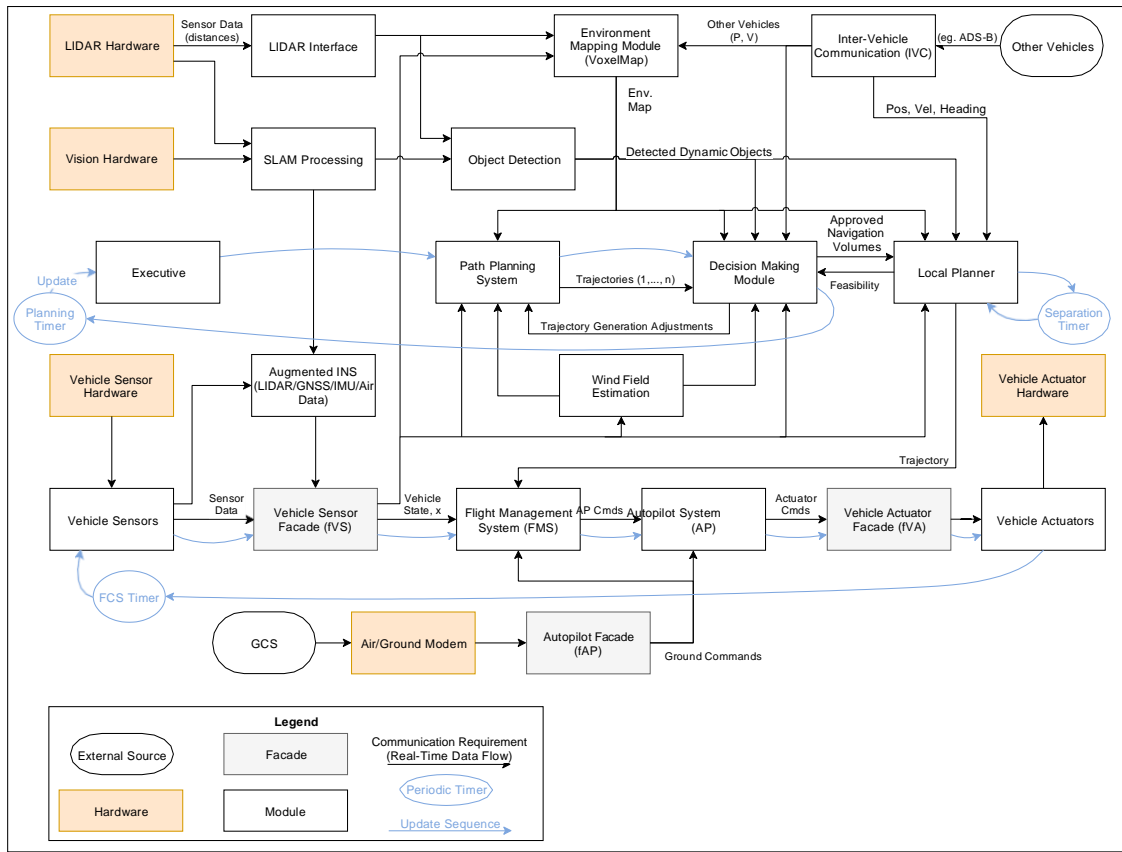 LIDAR Hardware
Sensor Data
(distances)
LIDAR Interface
Environment
Mapping Module
(VoxelMap)
Other Vehicles
(P, V)
Inter-Vehicle
Communication (IVC)
(eg. ADS-B)
Other Vehicles
Env.
Map
Pos, Vel, Heading
Vision Hardware
SLAM Processing
Object Detection
Detected Dynamic Objects
Executive
Update
Planning
Timer
Path Planning
System
Trajectories (1,..., n)
Trajectory Generation Adjustments
Decision Making
Module
Approved
Navigation
Volumes
Feasibility
Local Planner
Separation
Timer
Vehicle Sensor
Hardware
Augmented INS
(LIDAR/GNSS/IMU/Air
Data)
Wind Field
Estimation
Vehicle Actuator
Hardware
Trajectory
Vehicle Sensors
Sensor
Data
Vehicle Sensor
Facade (fVS)
Vehicle
State, x
Flight Management
System (FMS)
AP Cmds
Autopilot System
(AP)
Actuator
Cmds
Vehicle Actuator
Facade (fVA)
Vehicle Actuators
FCS Timer
GCS
Air/Ground Modem
Autopilot Facade
(fAP)
Ground Commands
Legend
External Source
Facade
Communication Requirement
(Real-Time Data Flow)
Periodic Timer
Hardware
Module
Update Sequence